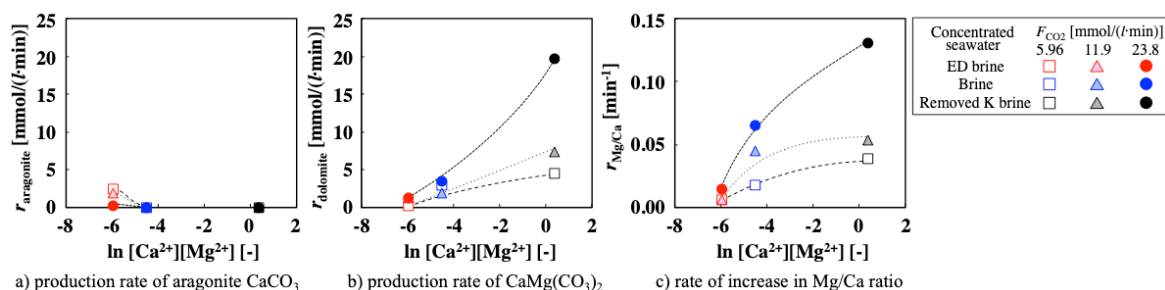 25
20
15
10
5
0
-8 -6 -4 -2 0 2
r_aragonite [mmol/(l·min)]
ln [Ca²⁺][Mg²⁺] [-]
a) production rate of aragonite CaCO₃
25
20
15
10
5
0
-8 -6 -4 -2 0 2
r_dolomite [mmol/(l·min)]
ln [Ca²⁺][Mg²⁺] [-]
b) production rate of CaMg(CO₃)₂
0.15
0.10
0.05
0.00
-8 -6 -4 -2 0 2
r_Mg/Ca [min⁻¹]
ln [Ca²⁺][Mg²⁺] [-]
c) rate of increase in Mg/Ca ratio
Concentrated seawater
F_CO2 [mmol/(l·min)]
5.96 11.9 23.8
ED brine
Brine
Removed K brine